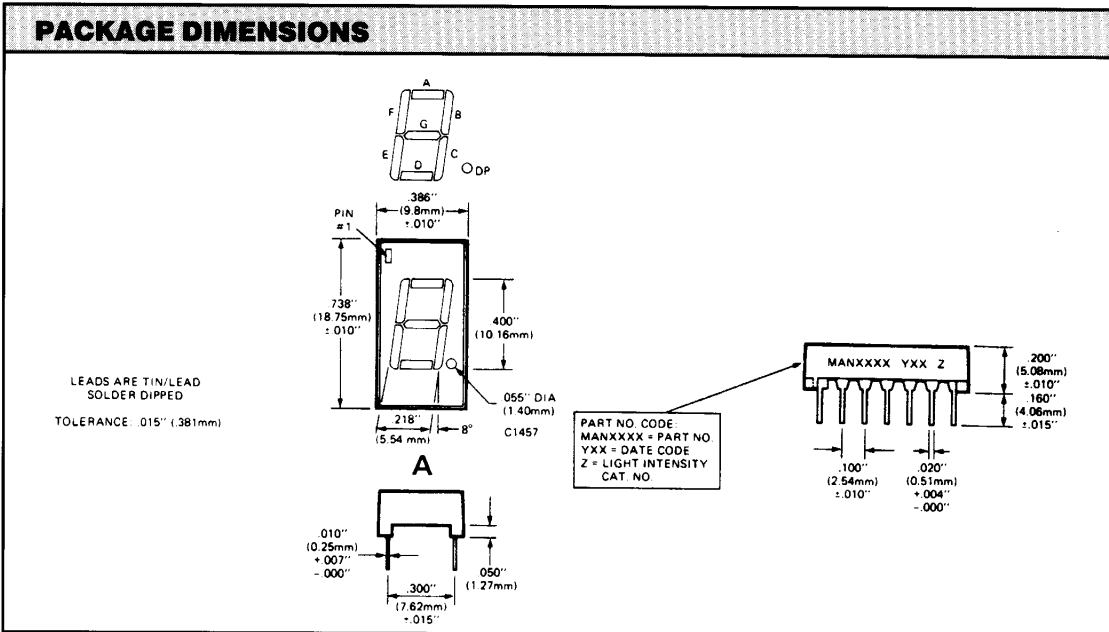 PACKAGE DIMENSIONS
A
F
B
G
E
C
D
DP
.386''
(9.8mm)
±.010''
PIN
#1
.738''
(18.75mm)
±.010''
.400''
(10.16mm)
LEADS ARE TIN/LEAD
SOLDER DIPPED
TOLERANCE: .015'' (.381mm)
.055'' DIA
(1.40mm)
C1457
.218''
(5.54 mm)
8°
A
MANXXXX YXX Z
.200''
(5.08mm)
±.010''
.160''
(4.06mm)
±.015''
PART NO. CODE:
MANXXXX = PART NO.
YXX = DATE CODE
Z = LIGHT INTENSITY
CAT. NO.
.100''
(2.54mm)
±.010''
.020''
(0.51mm)
+.004''
-.000''
.010''
(0.25mm)
+.007''
-.000''
.050''
(1.27mm)
.300''
(7.62mm)
±.015''